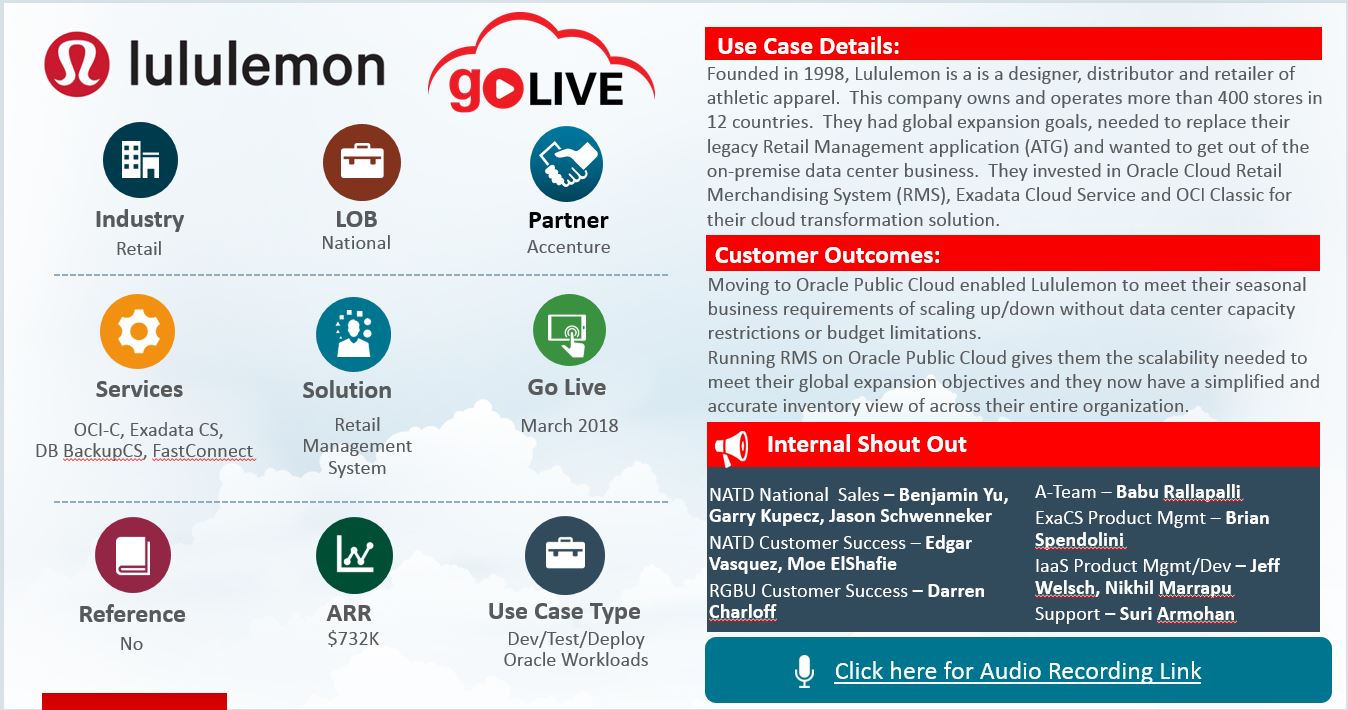 lululemon
goLIVE
Industry
Retail
LOB
National
Partner
Accenture
Services
OCI-C, Exadata CS,
DB BackupCS, FastConnect
Solution
Retail
Management
System
Go Live
March 2018
Reference
No
ARR
$732K
Use Case Type
Dev/Test/Deploy
Oracle Workloads
Use Case Details:
Founded in 1998, Lululemon is a is a designer, distributor and retailer of
athletic apparel.  This company owns and operates more than 400 stores in
12 countries.  They had global expansion goals, needed to replace their
legacy Retail Management application (ATG) and wanted to get out of the
on-premise data center business.  They invested in Oracle Cloud Retail
Merchandising System (RMS), Exadata Cloud Service and OCI Classic for
their cloud transformation solution.
Customer Outcomes:
Moving to Oracle Public Cloud enabled Lululemon to meet their seasonal
business requirements of scaling up/down without data center capacity
restrictions or budget limitations.
Running RMS on Oracle Public Cloud gives them the scalability needed to
meet their global expansion objectives and they now have a simplified and
accurate inventory view of across their entire organization.
Internal Shout Out
NATD National  Sales – Benjamin Yu,
Garry Kupecz, Jason Schwenneker
NATD Customer Success – Edgar
Vasquez, Moe ElShafie
RGBU Customer Success – Darren
Charloff
A-Team – Babu Rallapalli
ExaCS Product Mgmt – Brian
Spendolini
IaaS Product Mgmt/Dev – Jeff
Welsch, Nikhil Marrapu
Support – Suri Armohan
Click here for Audio Recording Link